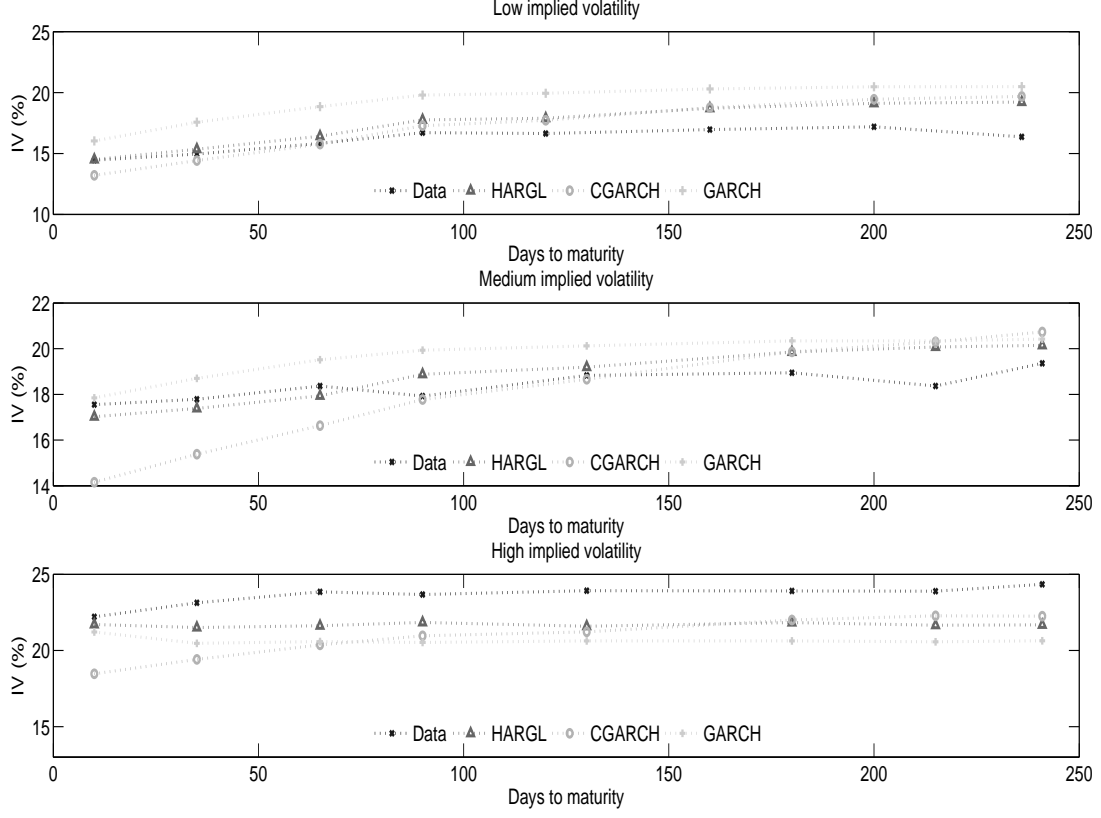 Low implied volatility
25
20
15
10
IV (%)
Data HARGL CGARCH GARCH
0 50 100 150 200 250
Days to maturity
Medium implied volatility
22
20
18
16
14
IV (%)
Data HARGL CGARCH GARCH
0 50 100 150 200 250
Days to maturity
High implied volatility
25
20
15
IV (%)
Data HARGL CGARCH GARCH
0 50 100 150 200 250
Days to maturity